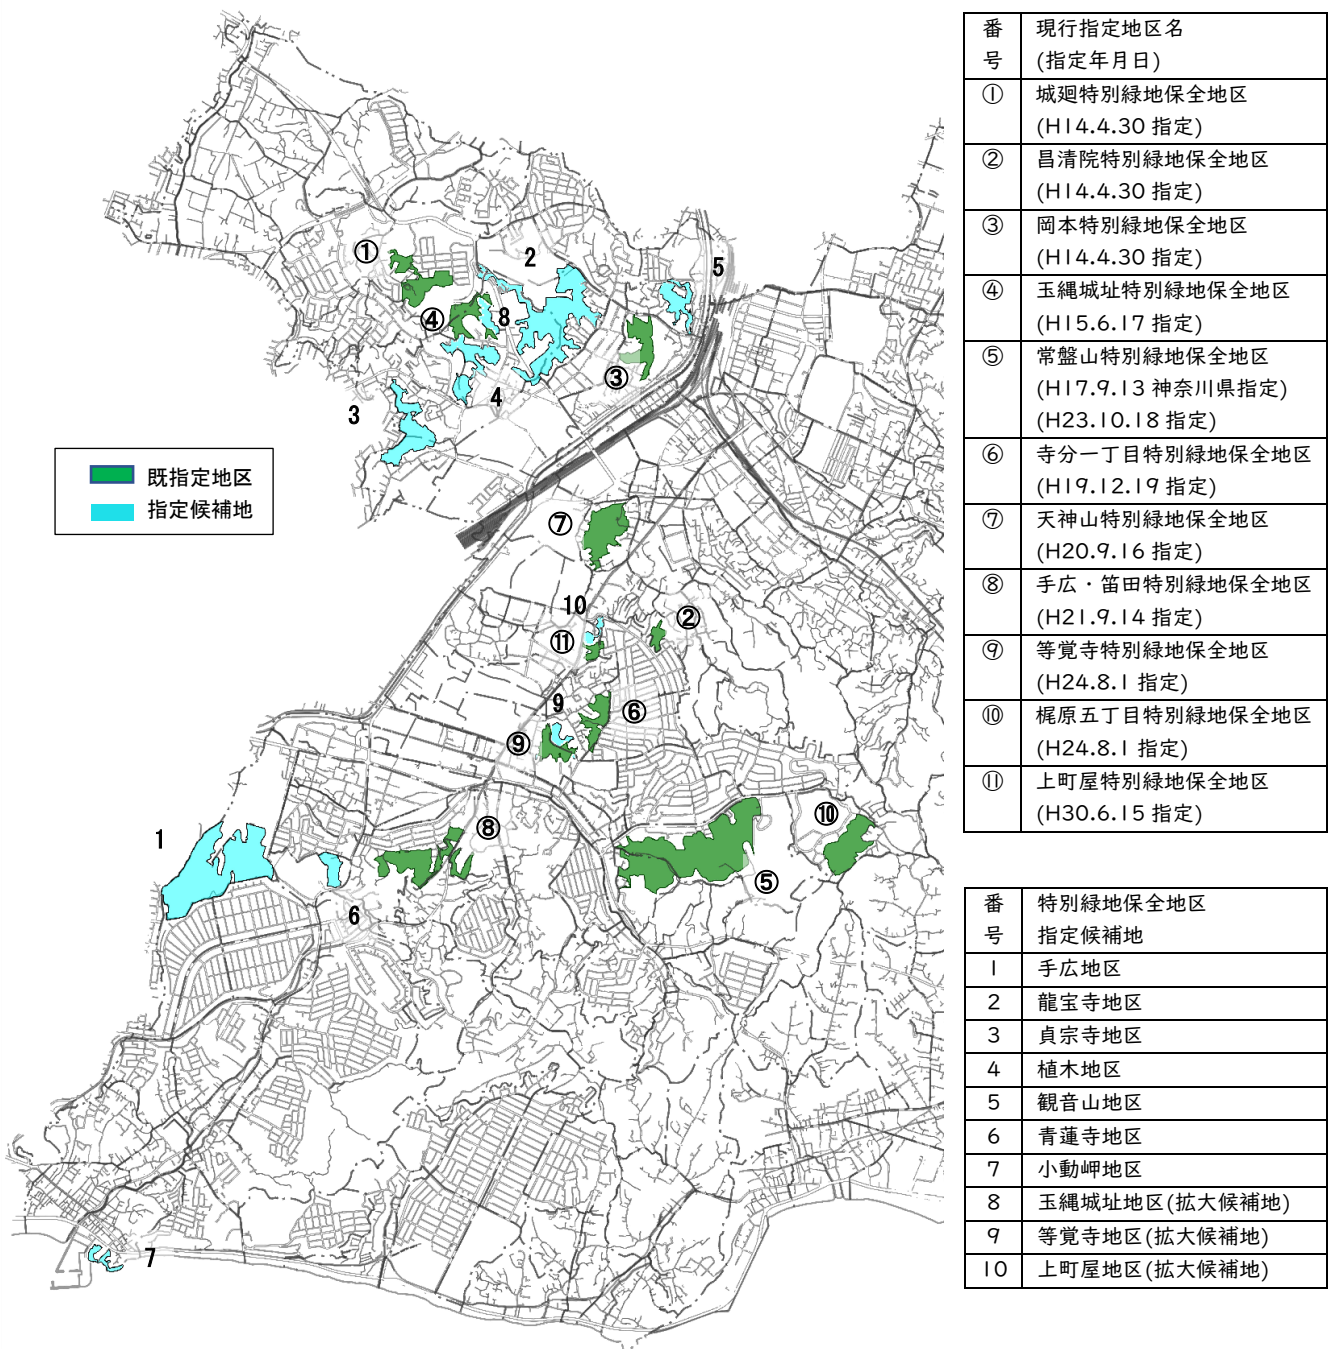 ①
2
5
④
8
③
4
3
既指定地区
指定候補地
⑦
10
②
⑪
9
⑥
⑨
1
⑧
⑩
⑤
6
7
番号 現行指定地区名
(指定年月日)
① 城廻特別緑地保全地区
(H14.4.30 指定)
② 昌清院特別緑地保全地区
(H14.4.30 指定)
③ 岡本特別緑地保全地区
(H14.4.30 指定)
④ 玉縄城址特別緑地保全地区
(H15.6.17 指定)
⑤ 常盤山特別緑地保全地区
(H17.9.13 神奈川県指定)
(H23.10.18 指定)
⑥ 寺分一丁目特別緑地保全地区
(H19.12.19 指定)
⑦ 天神山特別緑地保全地区
(H20.9.16 指定)
⑧ 手広・笛田特別緑地保全地区
(H21.9.14 指定)
⑨ 等覚寺特別緑地保全地区
(H24.8.1 指定)
⑩ 梶原五丁目特別緑地保全地区
(H24.8.1 指定)
⑪ 上町屋特別緑地保全地区
(H30.6.15 指定)
番号 特別緑地保全地区
指定候補地
1 手広地区
2 龍宝寺地区
3 貞宗寺地区
4 植木地区
5 観音山地区
6 青蓮寺地区
7 小動岬地区
8 玉縄城址地区(拡大候補地)
9 等覚寺地区(拡大候補地)
10 上町屋地区(拡大候補地)